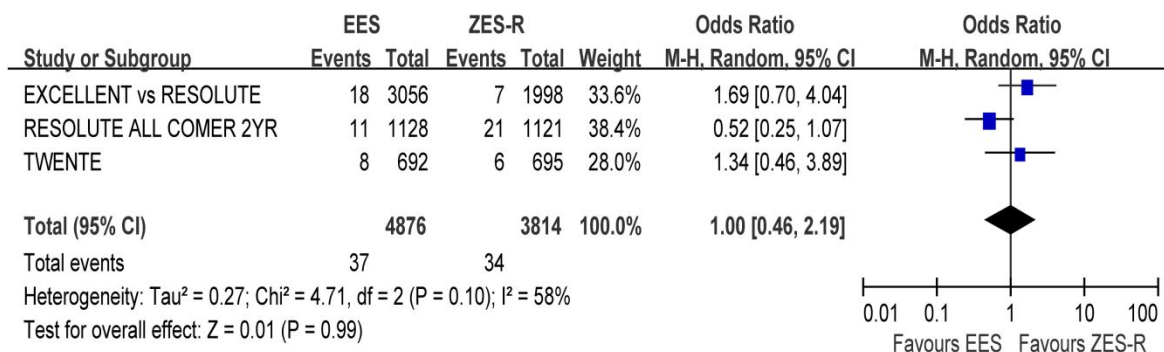 EES ZES-R Odds Ratio Odds Ratio
Study or Subgroup Events Total Events Total Weight M-H, Random, 95% CI M-H, Random, 95% CI
EXCELLENT vs RESOLUTE 18 3056 7 1998 33.6% 1.69 [0.70, 4.04]
RESOLUTE ALL COMER 2YR 11 1128 21 1121 38.4% 0.52 [0.25, 1.07]
TWENTE 8 692 6 695 28.0% 1.34 [0.46, 3.89]
Total (95% CI) 4876 3814 100.0% 1.00 [0.46, 2.19]
Total events 37 34
Heterogeneity: Tau² = 0.27; Chi² = 4.71, df = 2 (P = 0.10); I² = 58%
Test for overall effect: Z = 0.01 (P = 0.99)
0.01 0.1 1 10 100
Favours EES Favours ZES-R